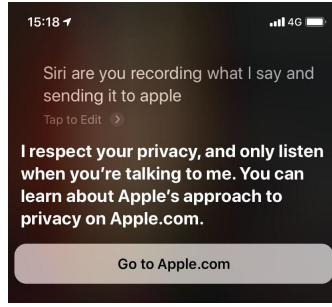 15:18
4G
Siri are you recording what I say and
sending it to apple
Tap to Edit
I respect your privacy, and only listen
when you're talking to me. You can
learn about Apple's approach to
privacy on Apple.com.
Go to Apple.com